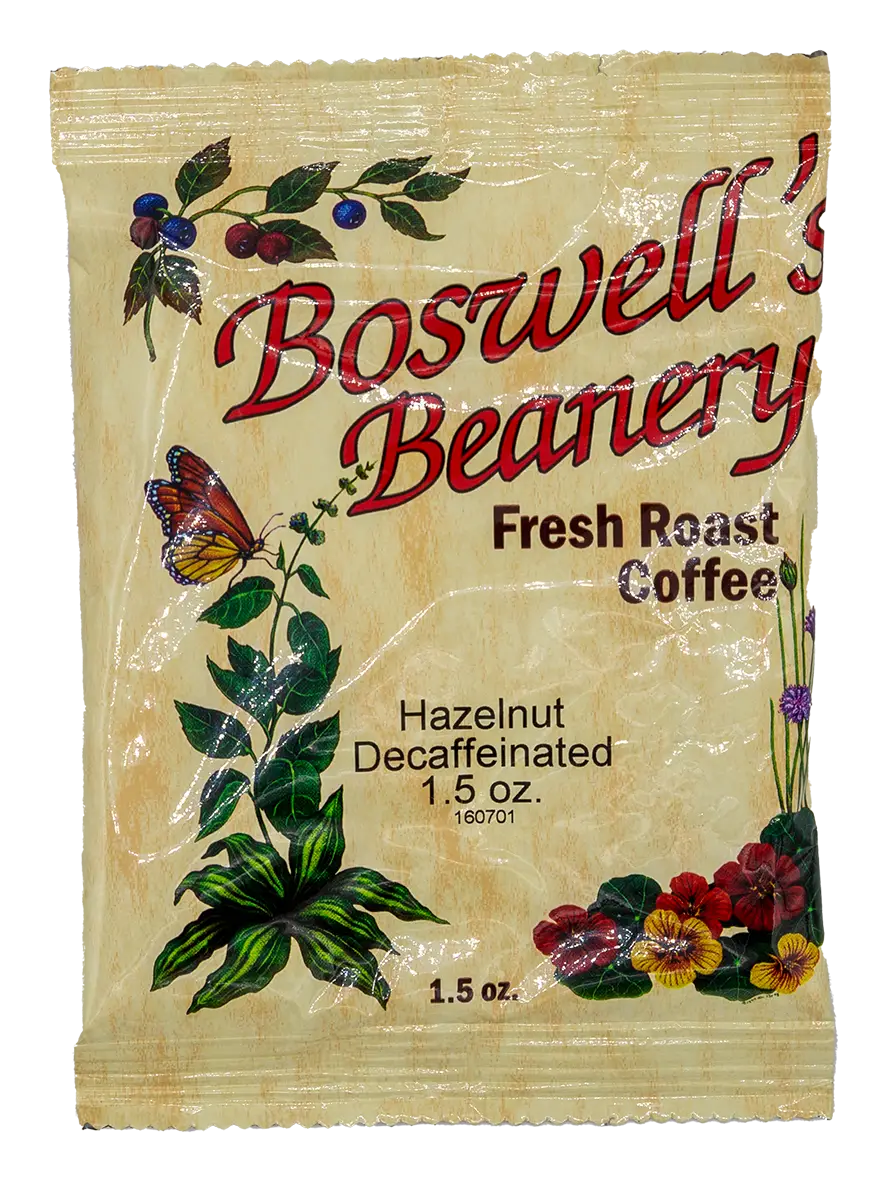 Boswell's
Beanery
Fresh Roast
Coffee
Hazelnut
Decaffeinated
1.5 oz.
160701
1.5 oz.